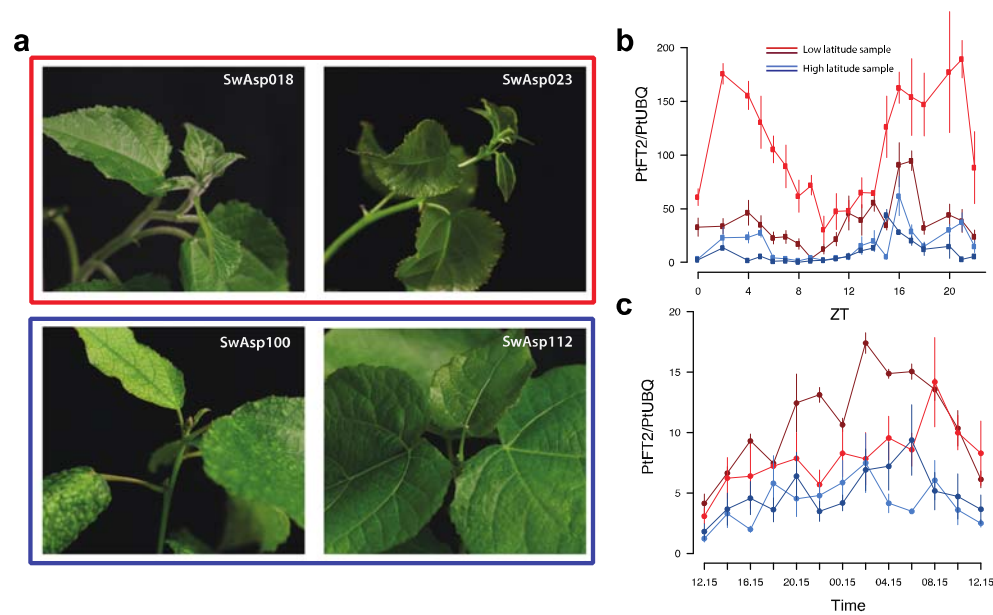 a
SwAsp018
SwAsp023
SwAsp100
SwAsp112
b
PtFT2/PtUBQ
200
150
100
50
0
Low latitude sample
High latitude sample
0 4 8 12 16 20
ZT
c
PtFT2/PtUBQ
20
15
10
5
0
12.15 16.15 20.15 00.15 04.15 08.15 12.15
Time